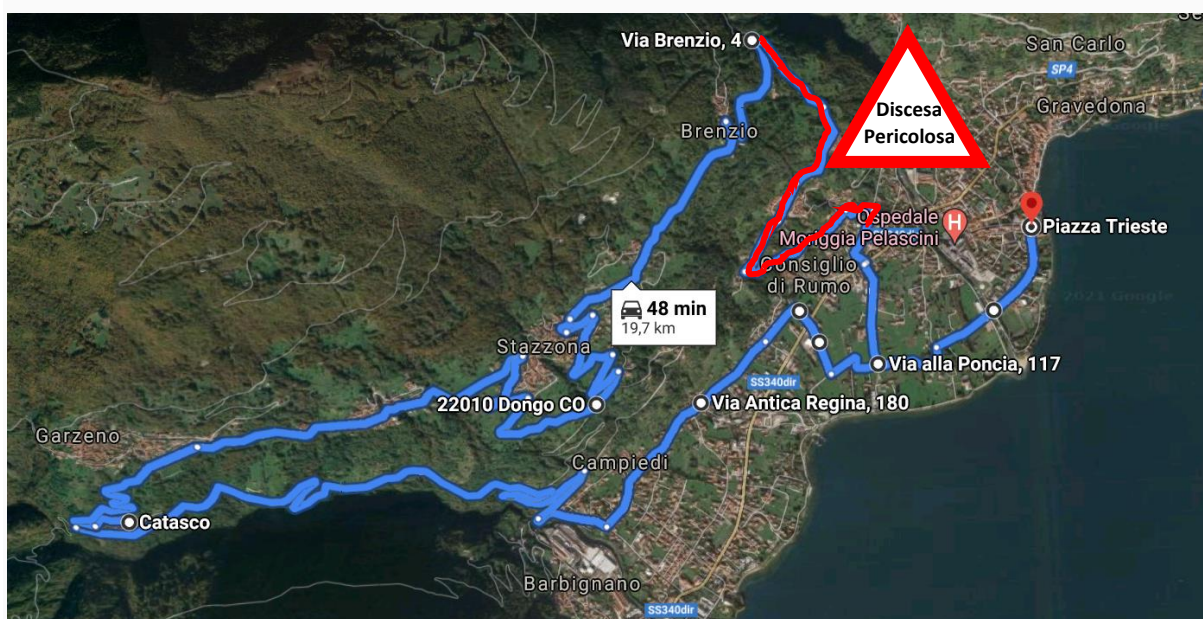 Via Brenzio, 4
San Carlo
SP4
Gravedona
Discesa
Pericolosa
Brenzio
Ospedale
Moriggia Pelascini
H
Piazza Trieste
Consiglio
di Rumo
48 min
19,7 km
Stazzona
Via alla Poncia, 117
SS340dir
22010 Dongo CO
Via Antica Regina, 180
Garzeno
Campiedi
Catasco
Barbignano
SS340dir